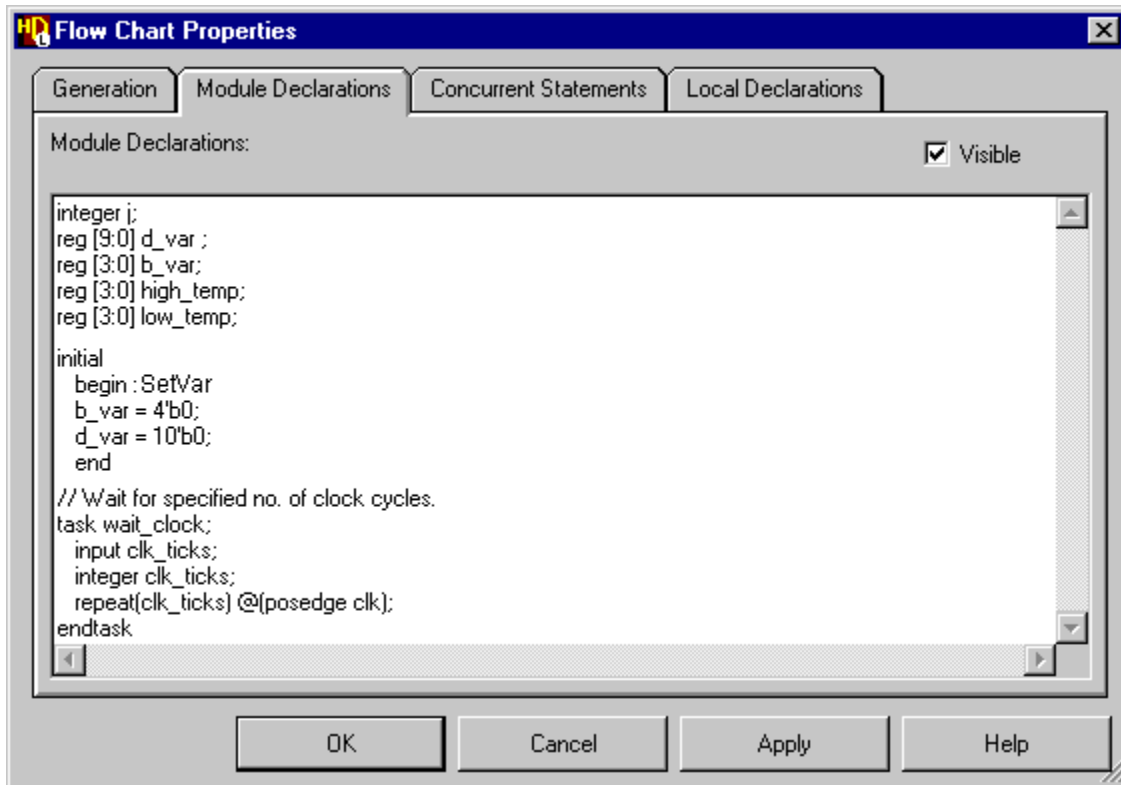 HDL Flow Chart Properties
Generation Module Declarations Concurrent Statements Local Declarations
Module Declarations:
Visible
integer j;
reg [9:0] d_var ;
reg [3:0] b_var;
reg [3:0] high_temp;
reg [3:0] low_temp;
initial
begin : SetVar
b_var = 4'b0;
d_var = 10'b0;
end
// Wait for specified no. of clock cycles.
task wait_clock;
input clk_ticks;
integer clk_ticks;
repeat(clk_ticks) @(posedge clk);
endtask
OK Cancel Apply Help